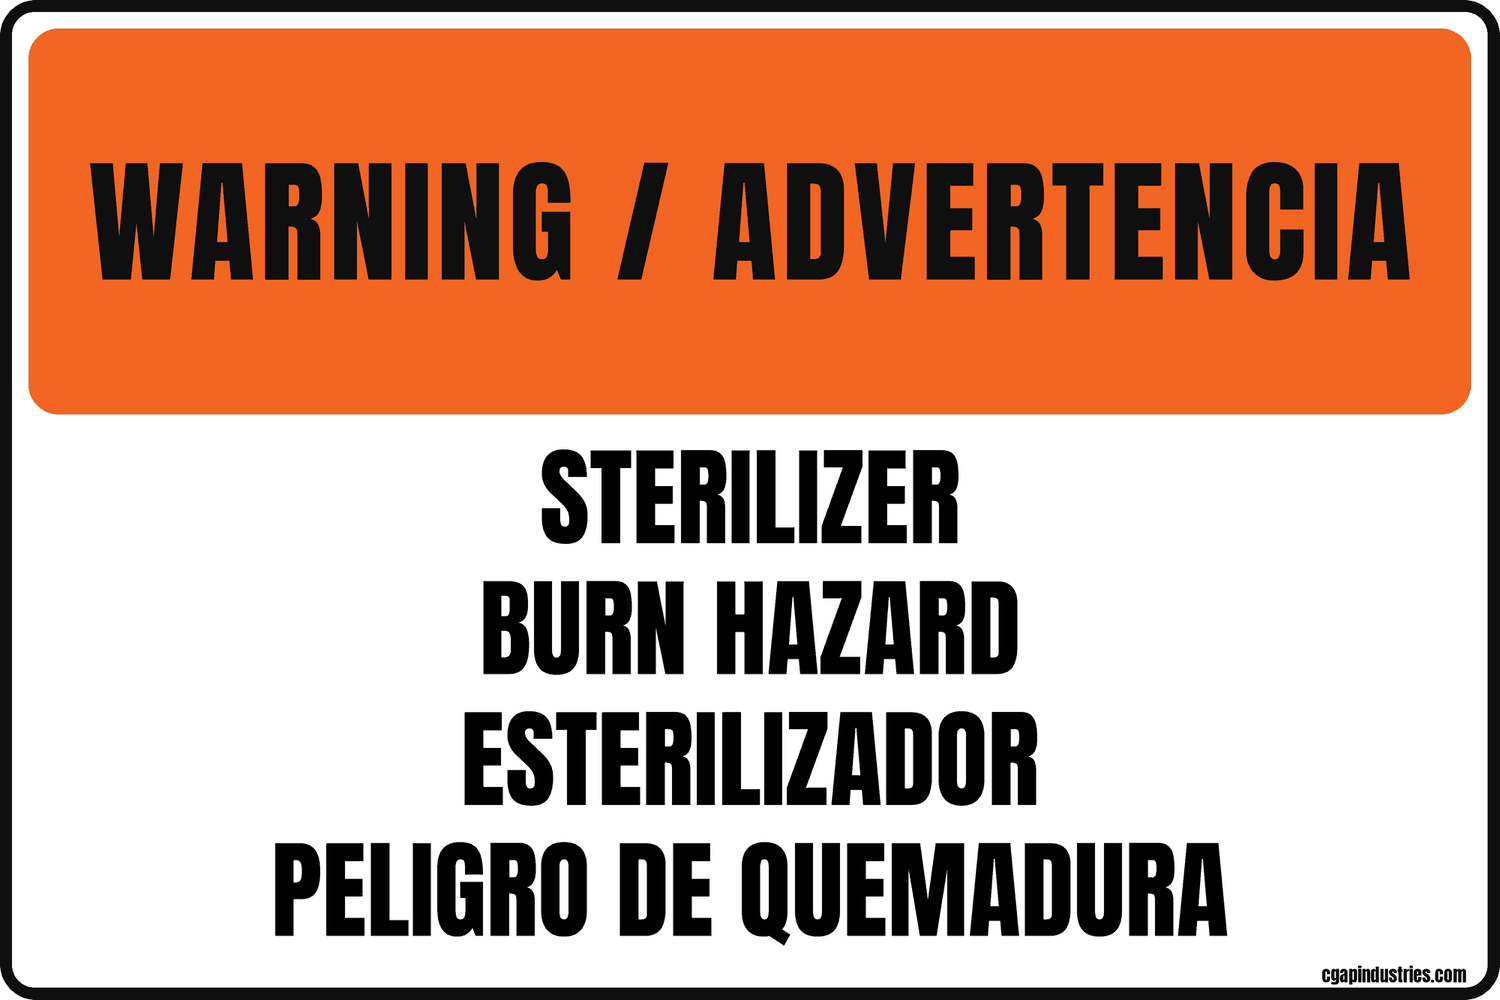 WARNING / ADVERTENCIA
STERILIZER
BURN HAZARD
ESTERILIZADOR
PELIGRO DE QUEMADURA
cgapindustries.com